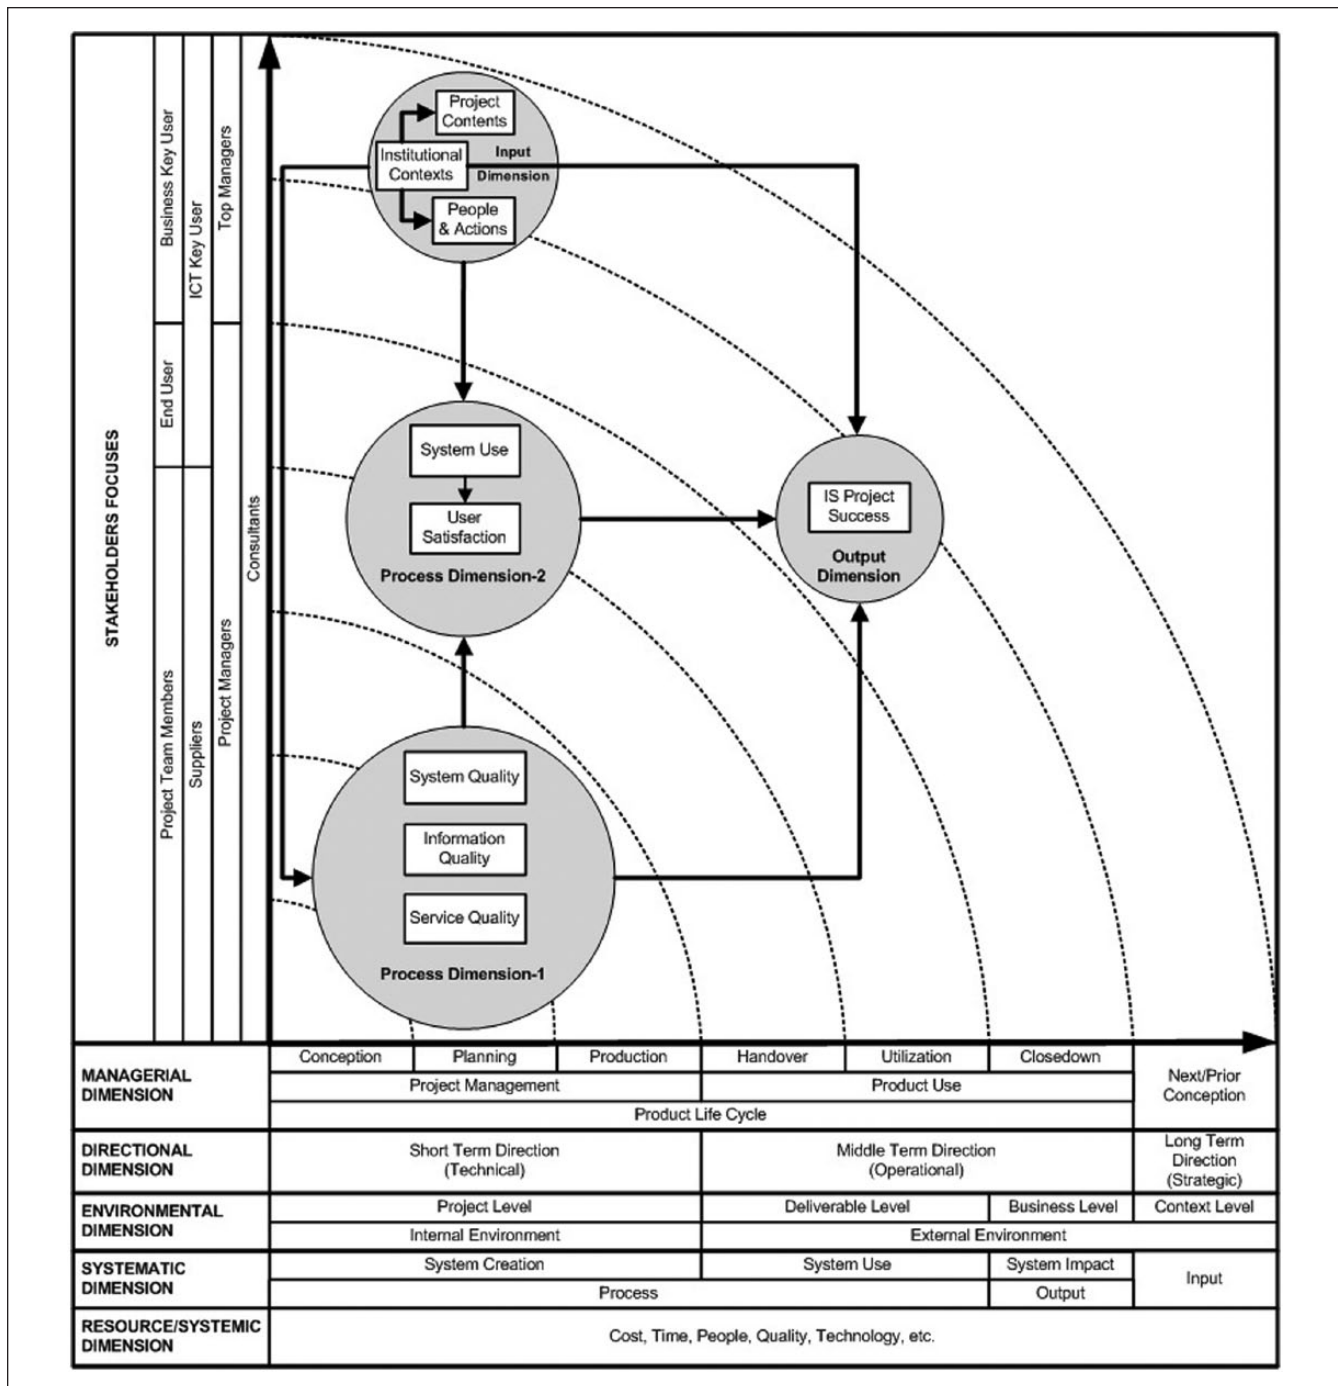 STAKEHOLDERS FOCUSES
Business Key User
End User
Project Team Members
ICT Key User
Suppliers
Top Managers
Project Managers
Consultants
Project
Contents
Institutional
Contexts
Input
Dimension
People
& Actions
System Use
User
Satisfaction
Process Dimension-2
IS Project
Success
Output
Dimension
System Quality
Information
Quality
Service Quality
Process Dimension-1
MANAGERIAL
DIMENSION
Conception
Planning
Production
Handover
Utilization
Closedown
Project Management
Product Use
Product Life Cycle
Next/Prior
Conception
DIRECTIONAL
DIMENSION
Short Term Direction
(Technical)
Middle Term Direction
(Operational)
Long Term
Direction
(Strategic)
ENVIRONMENTAL
DIMENSION
Project Level
Deliverable Level
Business Level
Context Level
Internal Environment
External Environment
SYSTEMATIC
DIMENSION
System Creation
System Use
System Impact
Process
Output
Input
RESOURCE/SYSTEMIC
DIMENSION
Cost, Time, People, Quality, Technology, etc.